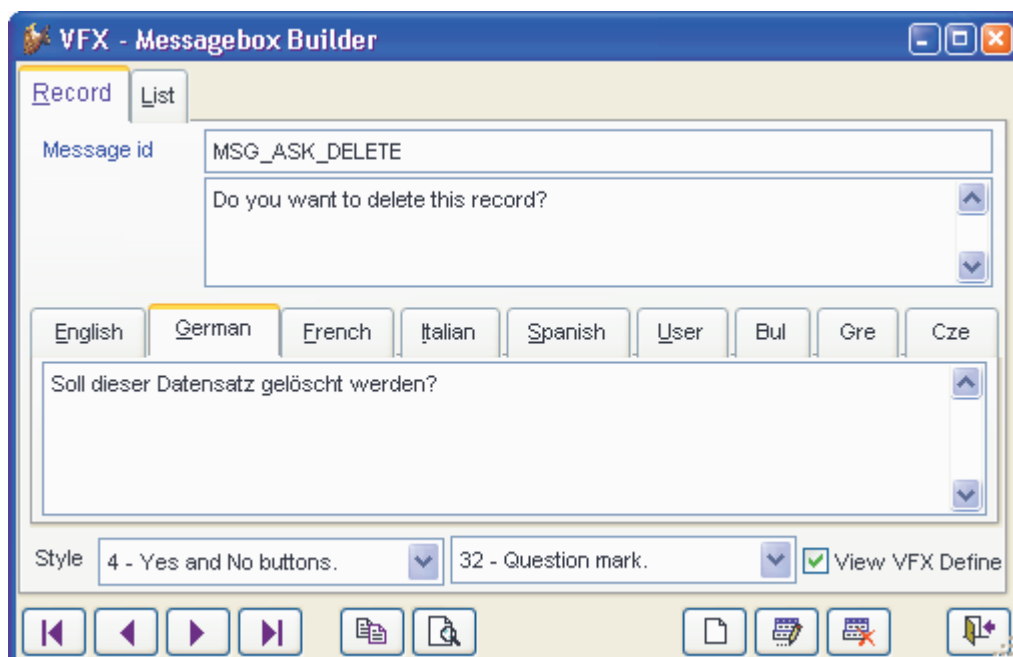 VFX - Messagebox Builder
Record List
Message id MSG_ASK_DELETE
Do you want to delete this record?
English German French Italian Spanish User Bul Gre Cze
Soll dieser Datensatz gelöscht werden?
Style 4 - Yes and No buttons. 32 - Question mark. View VFX Define